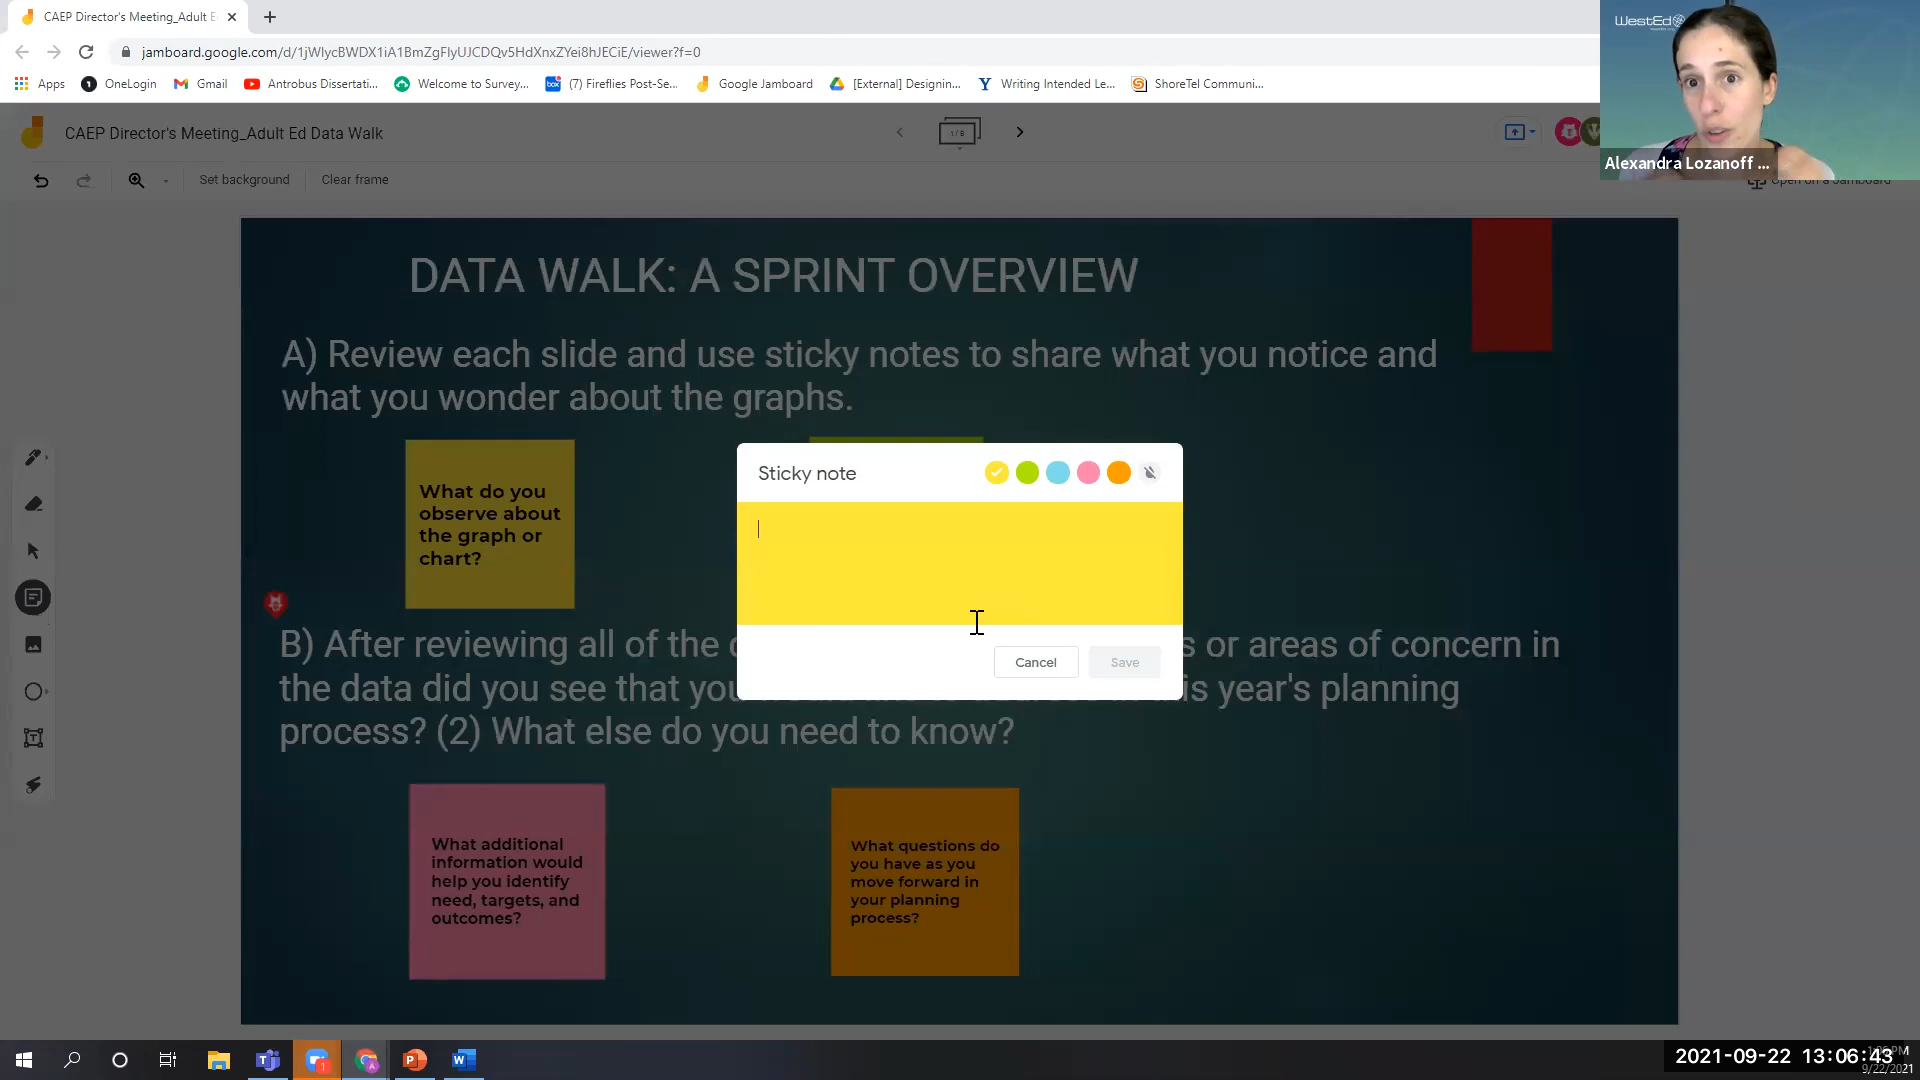 CAEP Director's Meeting_Adult E
WestEd
jamboard.google.com/d/1jWlycBWDX1iA1BmZgFlyUJCDQv5HdXnxZYei8hJECiE/viewer?f=0
Apps
OneLogin
Gmail
Antrobus Dissertati...
Welcome to Survey...
box
(7) Fireflies Post-Se...
Google Jamboard
[External] Designin...
Writing Intended Le...
ShoreTel Communi...
CAEP Director's Meeting_Adult Ed Data Walk
1/8
Alexandra Lozanoff ...
Set background
Clear frame
Open on a Jamboard
DATA WALK: A SPRINT OVERVIEW
A) Review each slide and use sticky notes to share what you notice and
what you wonder about the graphs.
What do you
observe about
the graph or
chart?
Sticky note
Cancel
Save
B) After reviewing all of the
s or areas of concern in
the data did you see that you
is year's planning
process? (2) What else do you need to know?
What additional
information would
help you identify
need, targets, and
outcomes?
What questions do
you have as you
move forward in
your planning
process?
2021-09-22 13:06:43
9/22/2021